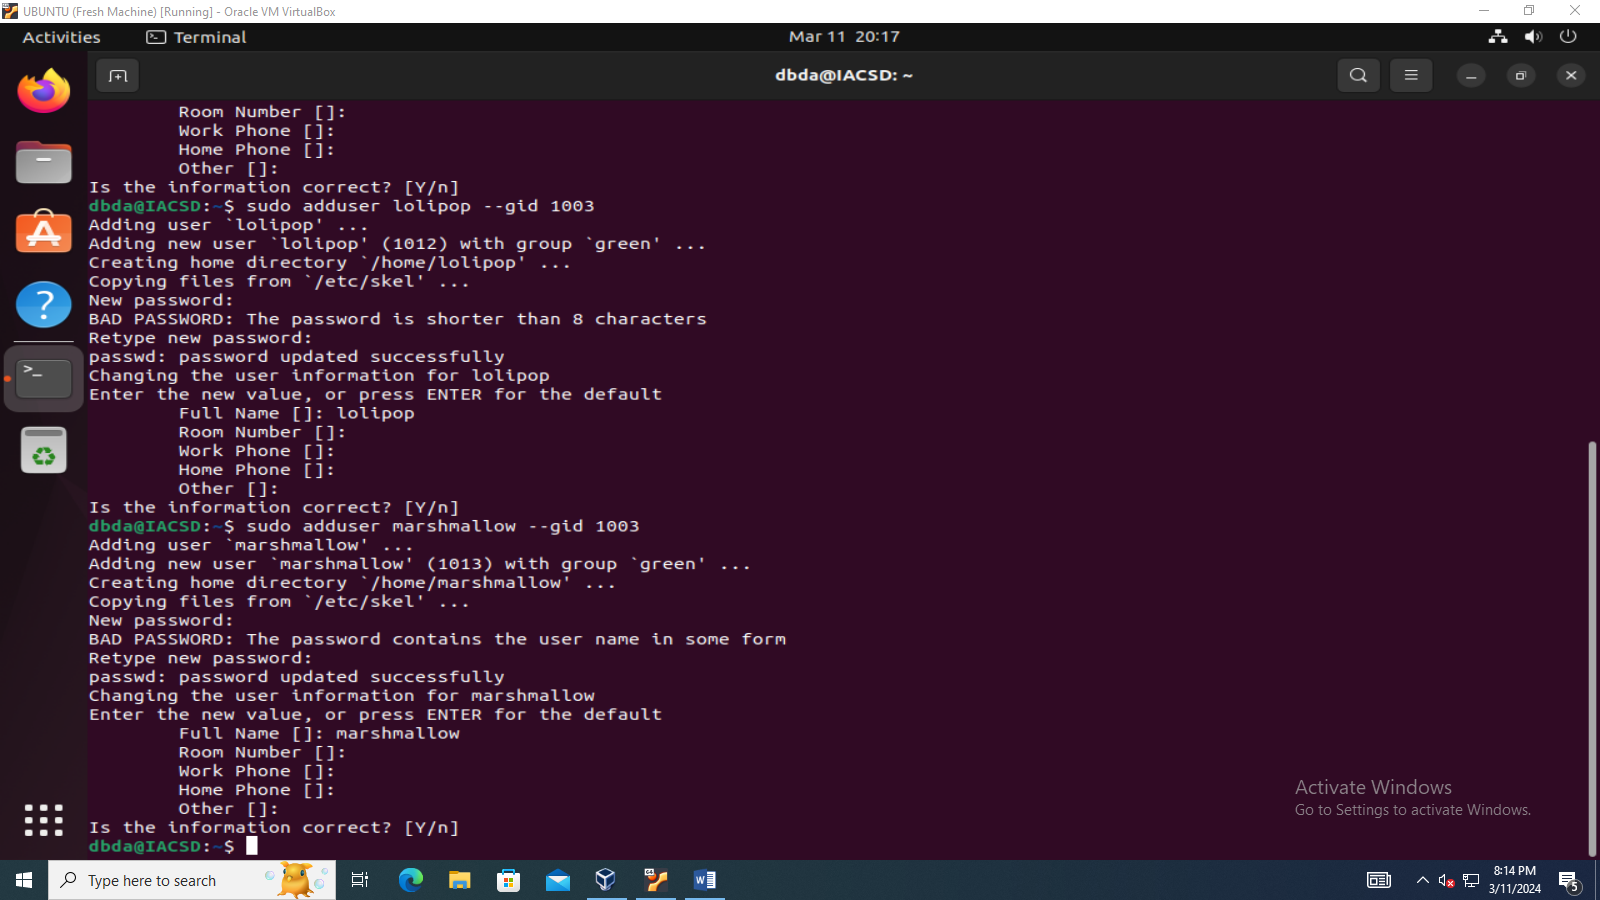 UBUNTU (Fresh Machine) [Running] - Oracle VM VirtualBox
Activities Terminal Mar 11 20:17
dbda@IACSD: ~
Room Number []:
Work Phone []:
Home Phone []:
Other []:
Is the information correct? [Y/n]
dbda@IACSD:~$ sudo adduser lolipop --gid 1003
Adding user `lolipop' ...
Adding new user `lolipop' (1012) with group `green' ...
Creating home directory `/home/lolipop' ...
Copying files from `/etc/skel' ...
New password:
BAD PASSWORD: The password is shorter than 8 characters
Retype new password:
passwd: password updated successfully
Changing the user information for lolipop
Enter the new value, or press ENTER for the default
Full Name []: lolipop
Room Number []:
Work Phone []:
Home Phone []:
Other []:
Is the information correct? [Y/n]
dbda@IACSD:~$ sudo adduser marshmallow --gid 1003
Adding user `marshmallow' ...
Adding new user `marshmallow' (1013) with group `green' ...
Creating home directory `/home/marshmallow' ...
Copying files from `/etc/skel' ...
New password:
BAD PASSWORD: The password contains the user name in some form
Retype new password:
passwd: password updated successfully
Changing the user information for marshmallow
Enter the new value, or press ENTER for the default
Full Name []: marshmallow
Room Number []:
Work Phone []:
Home Phone []:
Other []:
Is the information correct? [Y/n]
dbda@IACSD:~$
Activate Windows
Go to Settings to activate Windows.
Type here to search
8:14 PM
3/11/2024
5